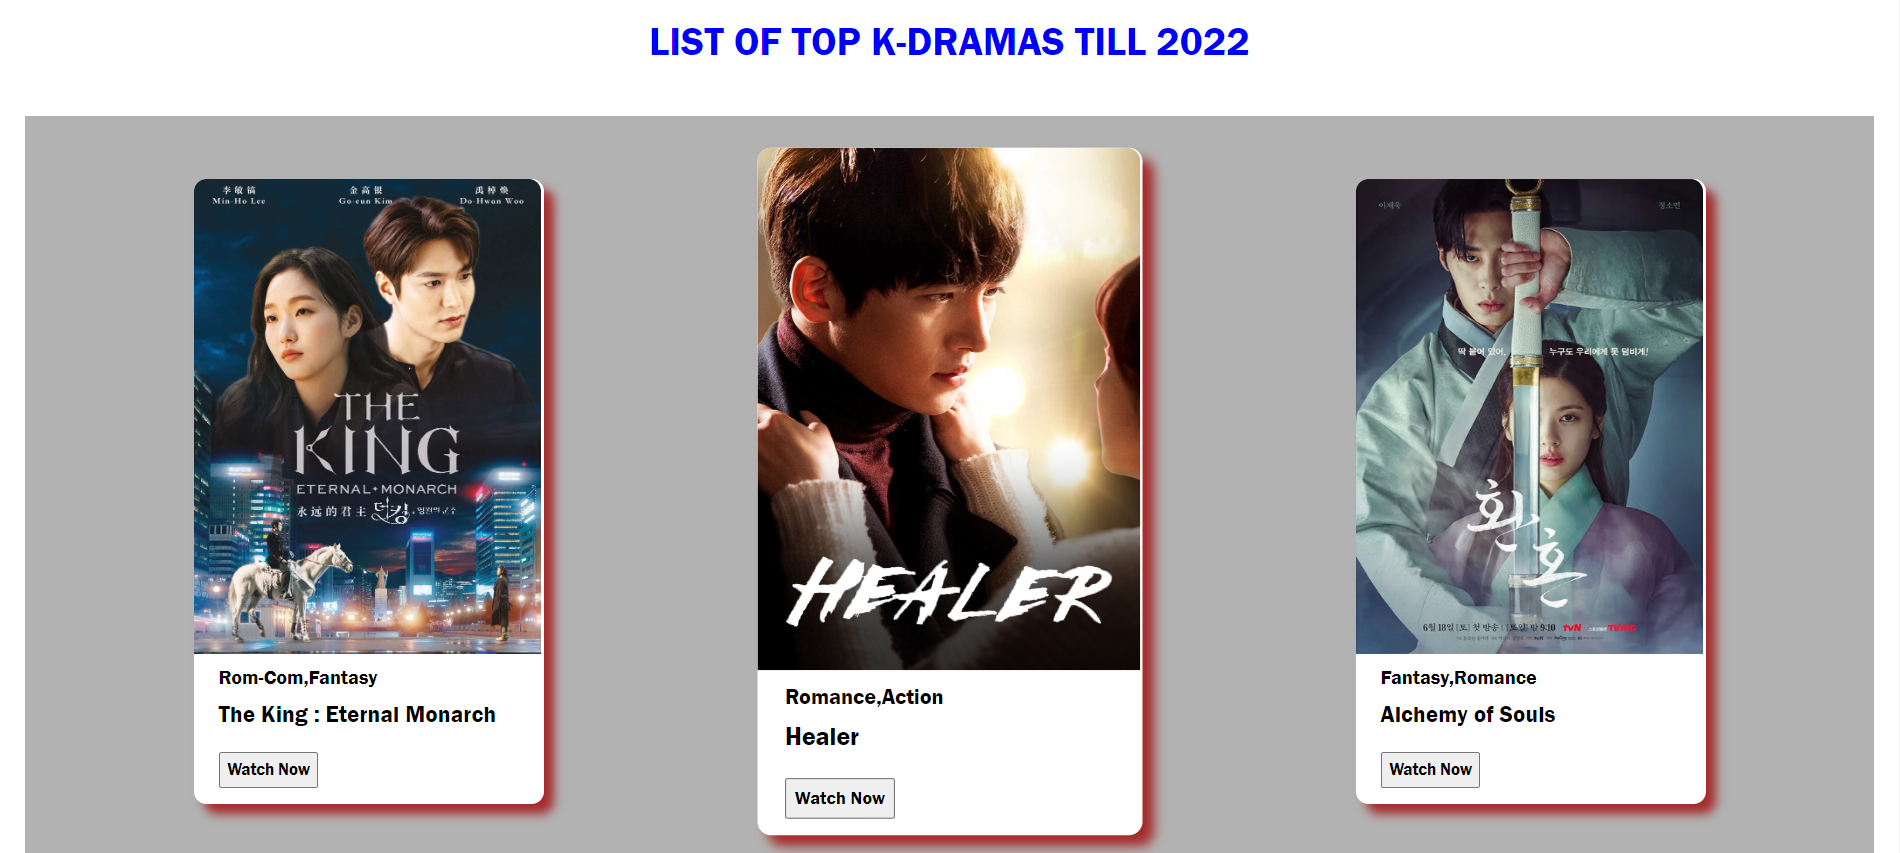 LIST OF TOP K-DRAMAS TILL 2022
李敏镐 金高银 禹棹焕
Min-Ho Lee Go-eun Kim Do-Hwan Woo
THE
KING
ETERNAL+MONARCH
永远的君主 더킹
Rom-Com,Fantasy
The King : Eternal Monarch
Watch Now
HEALER
Romance,Action
Healer
Watch Now
이재욱 정소민
딱 붙어 있어, 누구도 우리에게 못 덤비게!
환
혼
6월 18일 [토] 첫 방송 | [토일] 밤 9:10 tvN TVING
Fantasy,Romance
Alchemy of Souls
Watch Now